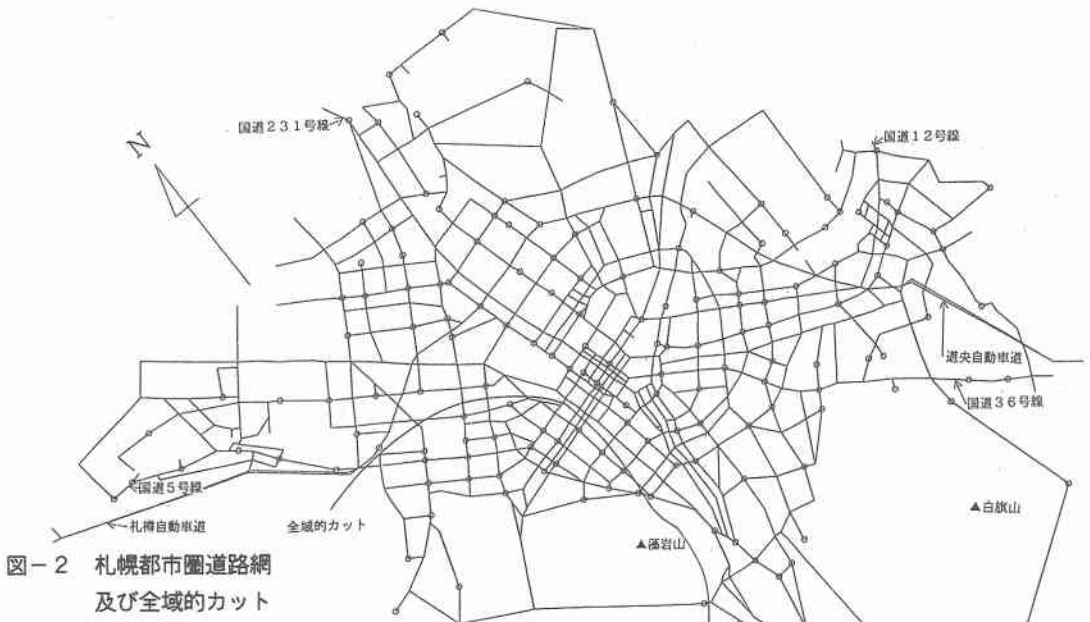 国道231号線
国道12号線
N
道央自動車道
国道36号線
国道5号線
札樽自動車道
全域的カット
▲藻岩山
▲白旗山
図－2 札幌都市圏道路網
及び全域的カット